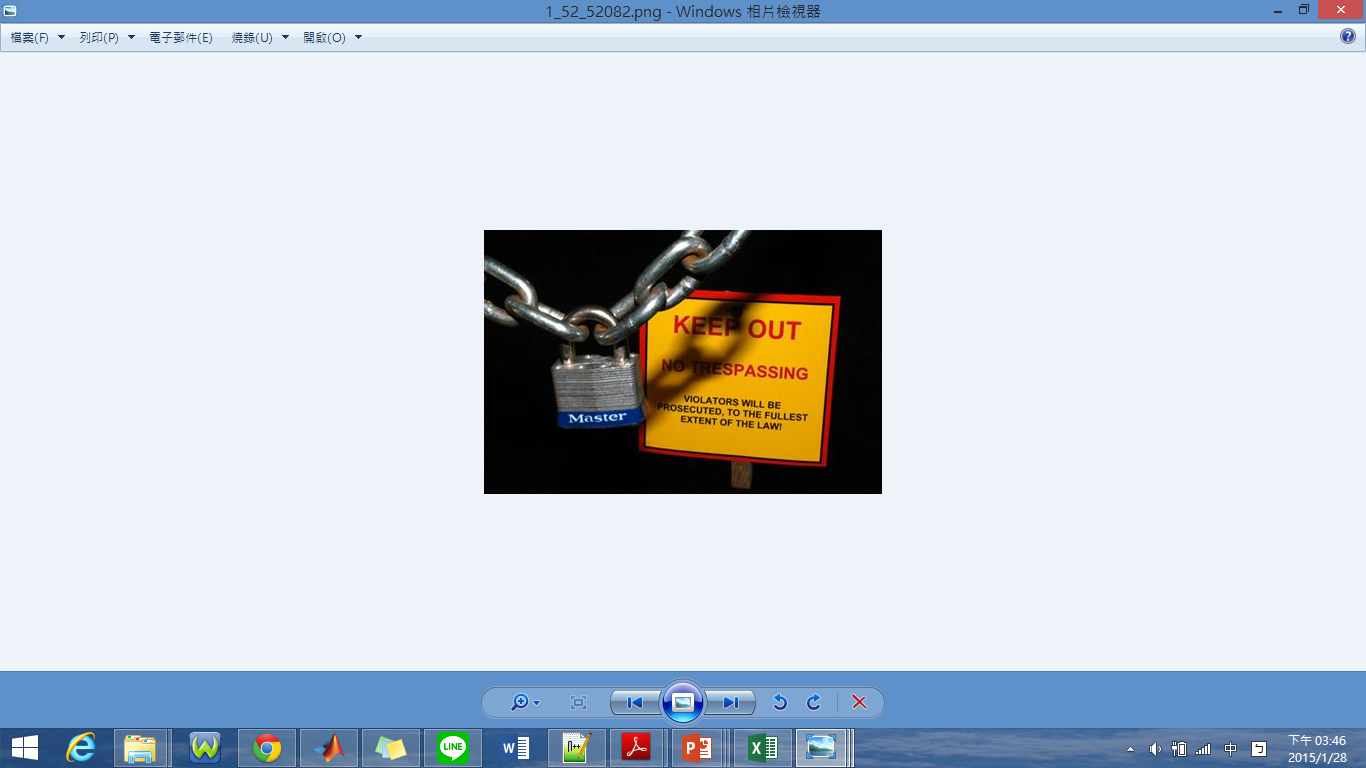 1_52_52082.png - Windows 相片檢視器
檔案(F) 列印(P) 電子郵件(E) 燒錄(U) 開啟(O)
KEEP OUT
NO TRESPASSING
VIOLATORS WILL BE
PROSECUTED, TO THE FULLEST
EXTENT OF THE LAW!
Master
LINE
中
下午 03:46
2015/1/28